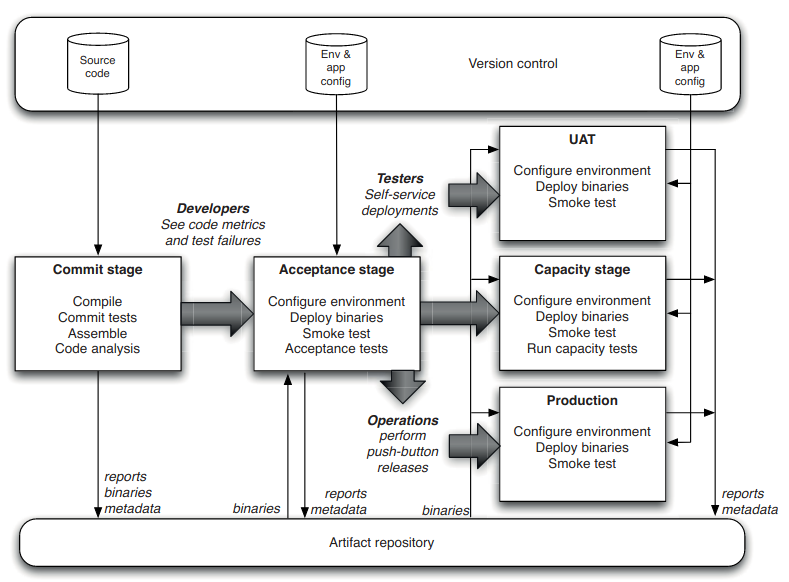 Source
code
Env &
app
config
Version control
Env &
app
config
UAT
Configure environment
Deploy binaries
Smoke test
Testers
Self-service
deployments
Developers
See code metrics
and test failures
Commit stage
Compile
Commit tests
Assemble
Code analysis
Acceptance stage
Configure environment
Deploy binaries
Smoke test
Acceptance tests
Capacity stage
Configure environment
Deploy binaries
Smoke test
Run capacity tests
Operations
perform
push-button
releases
Production
Configure environment
Deploy binaries
Smoke test
reports
binaries
metadata
binaries
reports
metadata
binaries
reports
metadata
Artifact repository